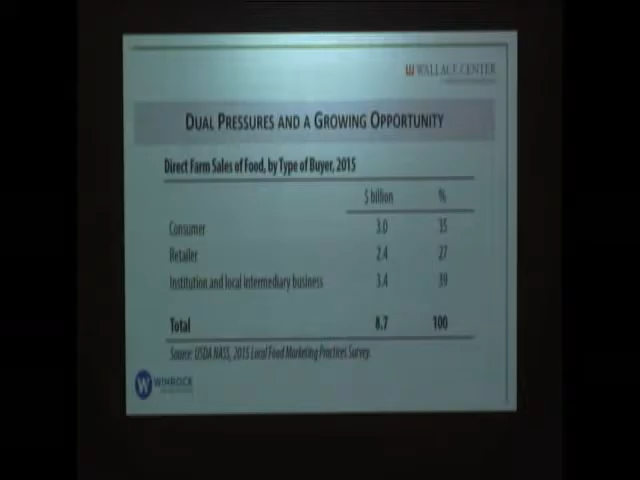 WALLACE CENTER
DUAL PRESSURES AND A GROWING OPPORTUNITY
Direct Farm Sales of Food, by Type of Buyer, 2015
$ billion %
Consumer 3.0 35
Retailer 2.4 27
Institution and local intermediary business 3.4 39
Total 8.7 100
Source: USDA NASS, 2015 Local Food Marketing Practices Survey.
W WINROCK